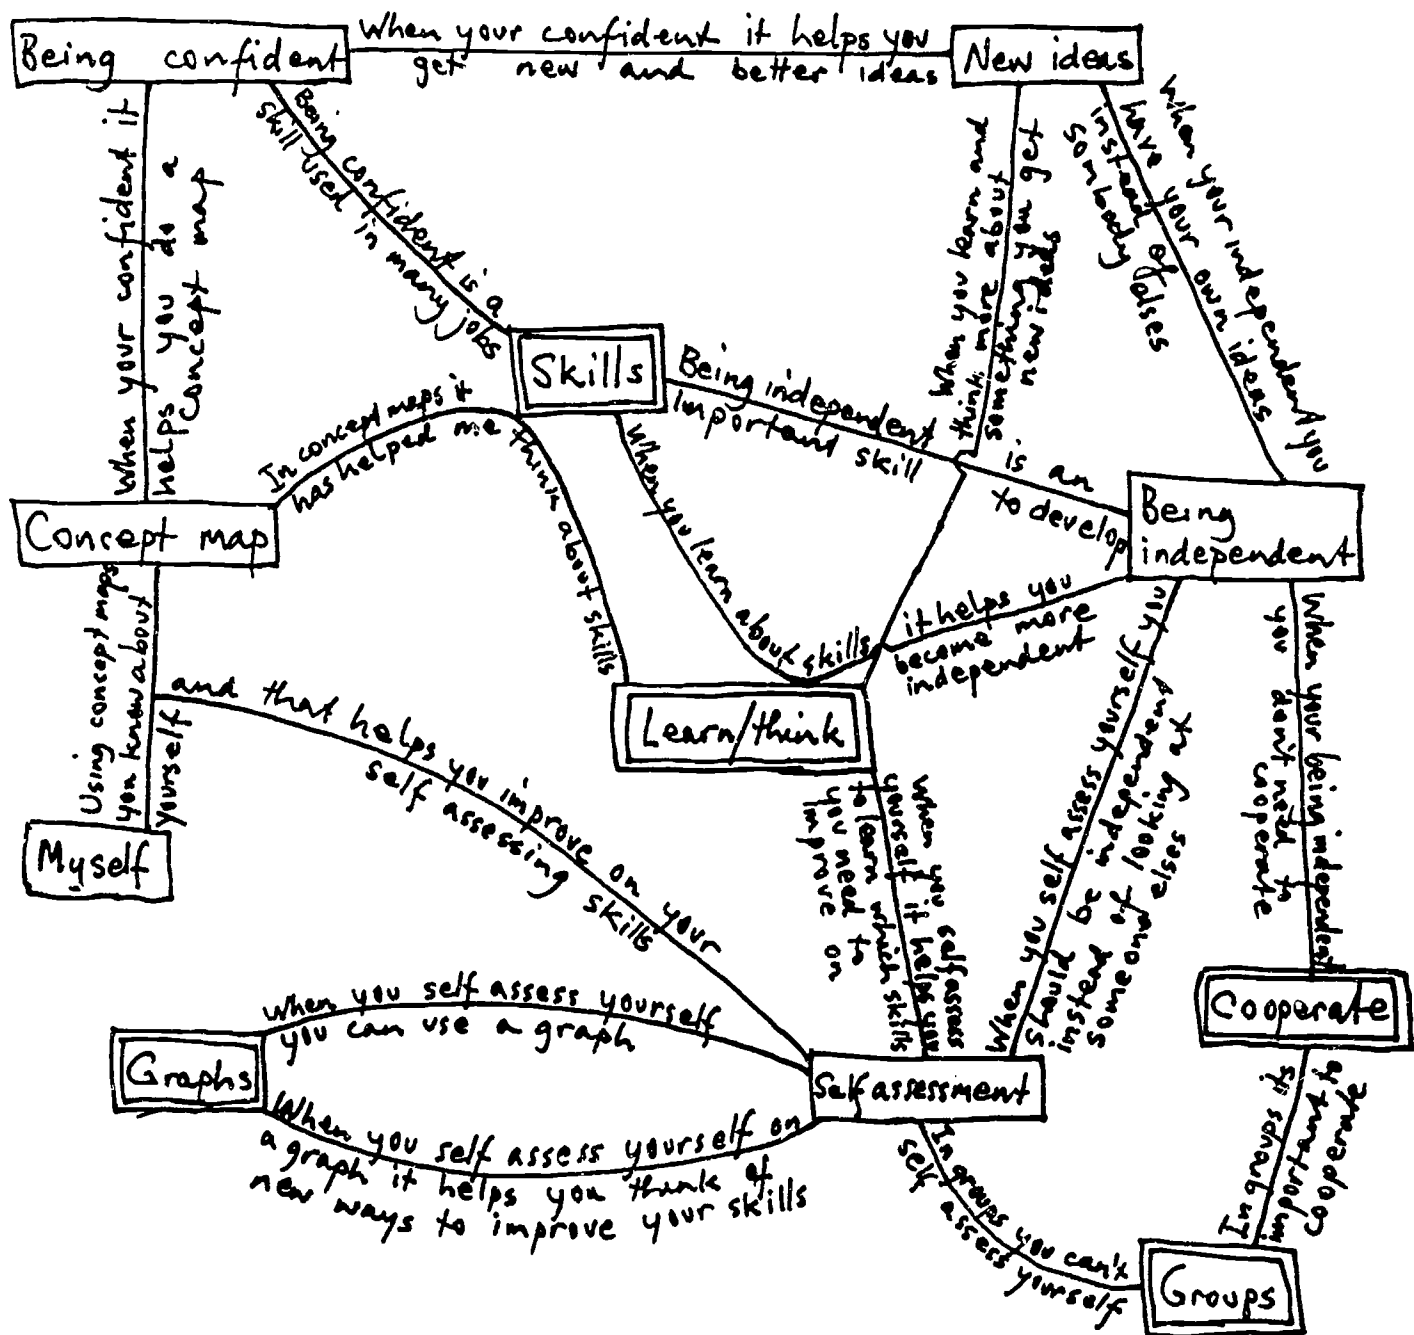 Being confident
When your confident it helps you
get new and better ideas
New ideas
When your confident it
helps you do a
concept map
Being confident is a
skill used in many jobs
When you learn and
think more about
something you get
new ideas
When your independent you
have your own ideas
instead of
sombody elses
Skills
Being independent is an
important skill to develop
In concept maps it
has helped me think about skills
When you learn about skills it helps you
become more
independent
Concept map
Being
independent
Using concept maps
you know about
yourself
and that helps you improve on your
self assessing skills
Learn/think
When you self assess
yourself it helps you
to learn which skills
you need to
improve on
When you self assess yourself you
should be independend
instead of looking at
someone elses
When your being independent
you don't need to
cooperate
Myself
Cooperate
When you self assess yourself
you can use a graph
Graphs
Self assessment
When you self assess yourself on
a graph it helps you think of
new ways to improve your skills
In groups you can't
self assess yourself
In groups its
important to
cooperate
Groups